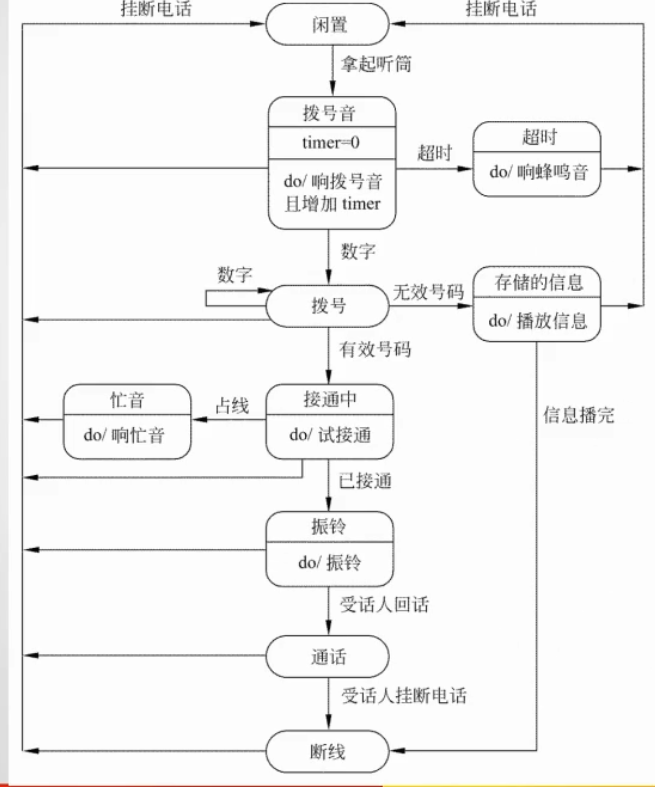 挂断电话
闲置
挂断电话
拿起听筒
拨号音
timer=0
do/ 响拨号音
且增加 timer
超时
超时
do/ 响蜂鸣音
数字
数字
拨号
无效号码
存储的信息
do/ 播放信息
有效号码
忙音
do/ 响忙音
占线
接通中
do/ 试接通
信息播完
已接通
振铃
do/ 振铃
受话人回话
通话
受话人挂断电话
断线